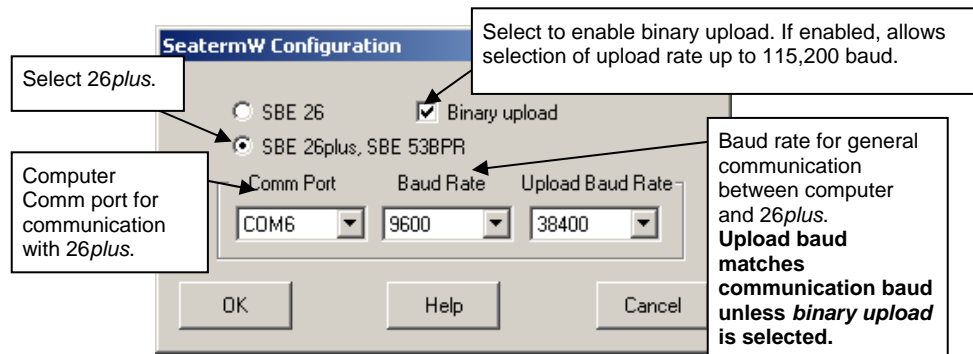 SeatermW Configuration
Select to enable binary upload. If enabled, allows
selection of upload rate up to 115,200 baud.
Select 26plus.
SBE 26
Binary upload
SBE 26plus, SBE 53BPR
Computer
Comm port for
communication
with 26plus.
Comm Port
Baud Rate
Upload Baud Rate
COM6
9600
38400
Baud rate for general
communication
between computer
and 26plus.
Upload baud
matches
communication baud
unless binary upload
is selected.
OK
Help
Cancel